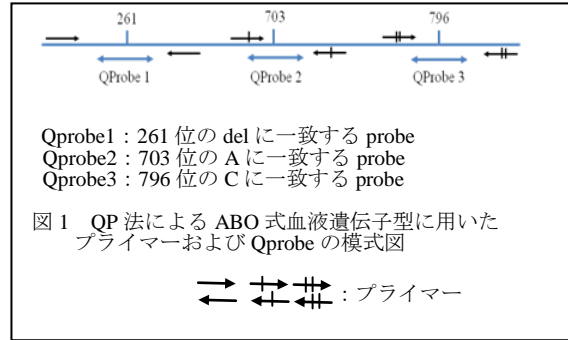 261 703 796
QProbe 1 QProbe 2 QProbe 3
Qprobe1：261 位の del に一致する probe
Qprobe2：703 位の A に一致する probe
Qprobe3：796 位の C に一致する probe
図 1 QP 法による ABO 式血液遺伝子型に用いた
プライマーおよび Qprobe の模式図
：プライマー